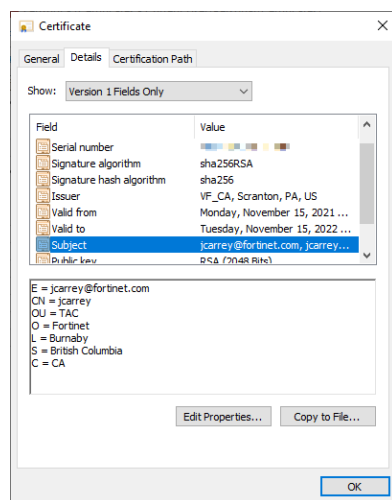 Certificate
General Details Certification Path
Show: Version 1 Fields Only
Field Value
Serial number
Signature algorithm sha256RSA
Signature hash algorithm sha256
Issuer VF_CA, Scranton, PA, US
Valid from Monday, November 15, 2021 ...
Valid to Tuesday, November 15, 2022 ...
Subject jcarrey@fortinet.com, jcarrey...
Public key RSA (2048 Bits)
E = jcarrey@fortinet.com
CN = jcarrey
OU = TAC
O = Fortinet
L = Burnaby
S = British Columbia
C = CA
Edit Properties... Copy to File...
OK